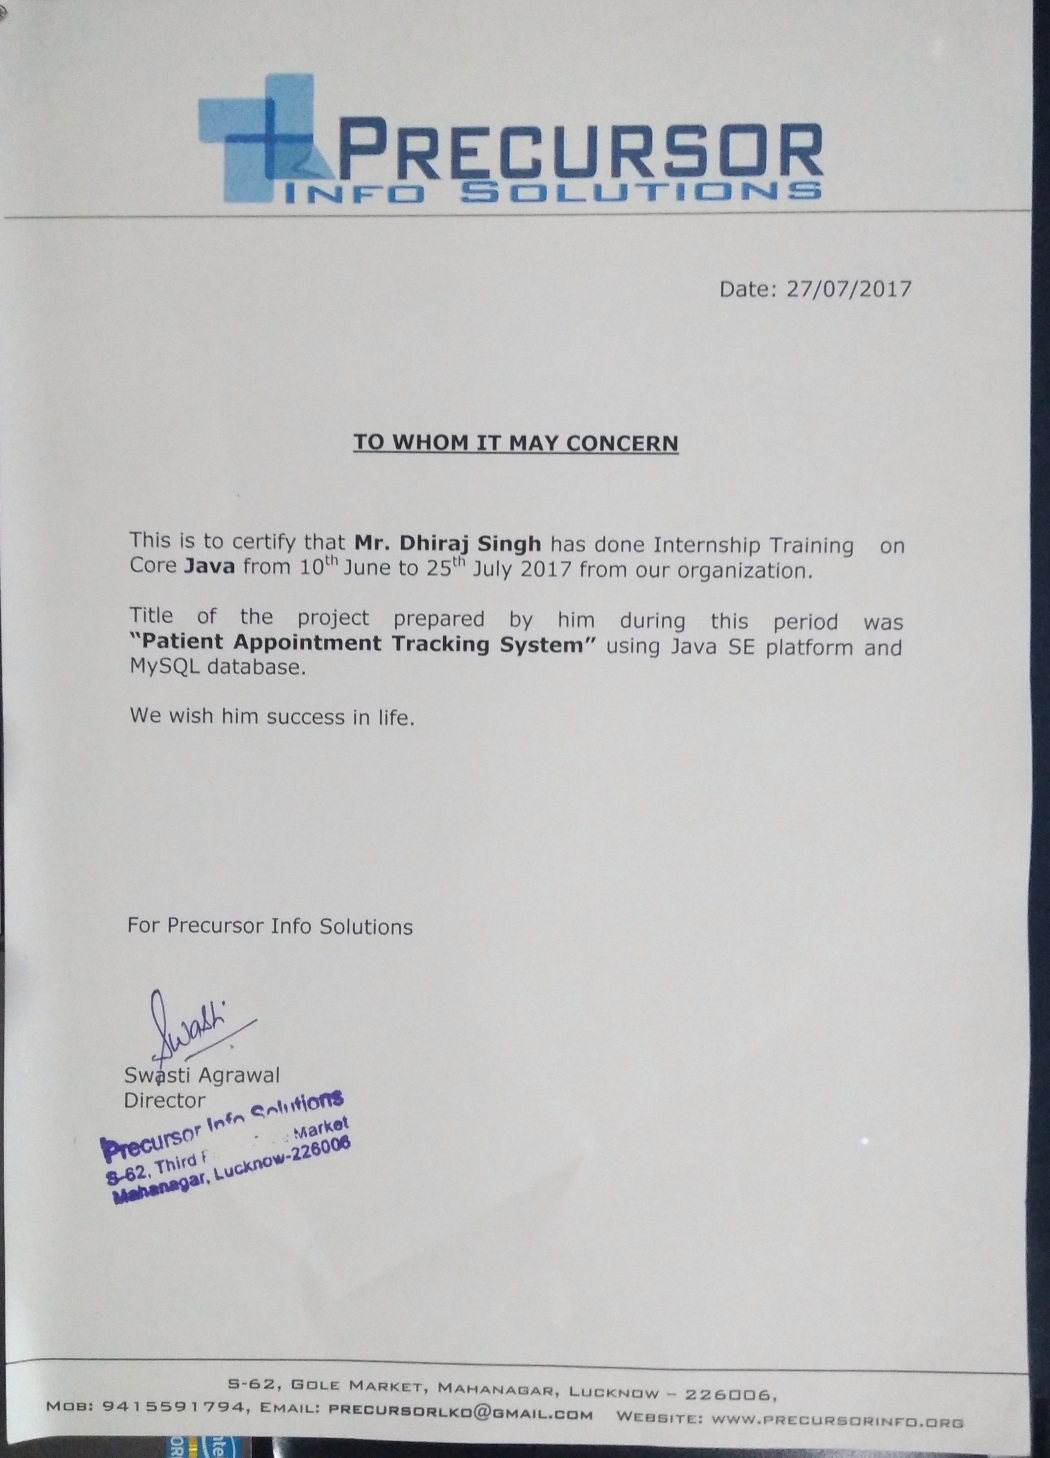 PRECURSOR
INFO SOLUTIONS
Date: 27/07/2017
TO WHOM IT MAY CONCERN
This is to certify that Mr. Dhiraj Singh has done Internship Training on
Core Java from 10th June to 25th July 2017 from our organization.
Title of the project prepared by him during this period was
“Patient Appointment Tracking System” using Java SE platform and
MySQL database.
We wish him success in life.
For Precursor Info Solutions
Swasti
Swasti Agrawal
Director
Precursor Info Solutions
S-62, Third Market
Mahanagar, Lucknow-226006
S-62, GOLE MARKET, MAHANAGAR, LUCKNOW – 226006,
MOB: 9415591794, EMAIL: PRECURSORLKO@GMAIL.COM WEBSITE: WWW.PRECURSORINFO.ORG